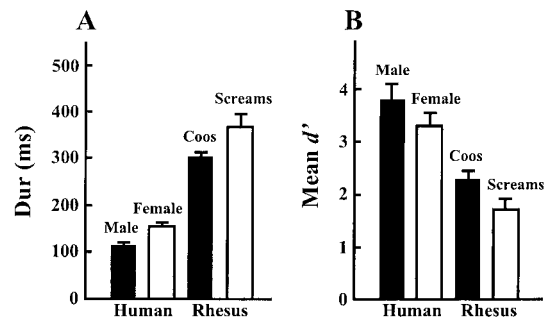 A
Dur (ms)
500
400
300
200
100
0
Male
Female
Coos
Screams
Human
Rhesus
B
Mean d'
4
3
2
1
0
Male
Female
Coos
Screams
Human
Rhesus